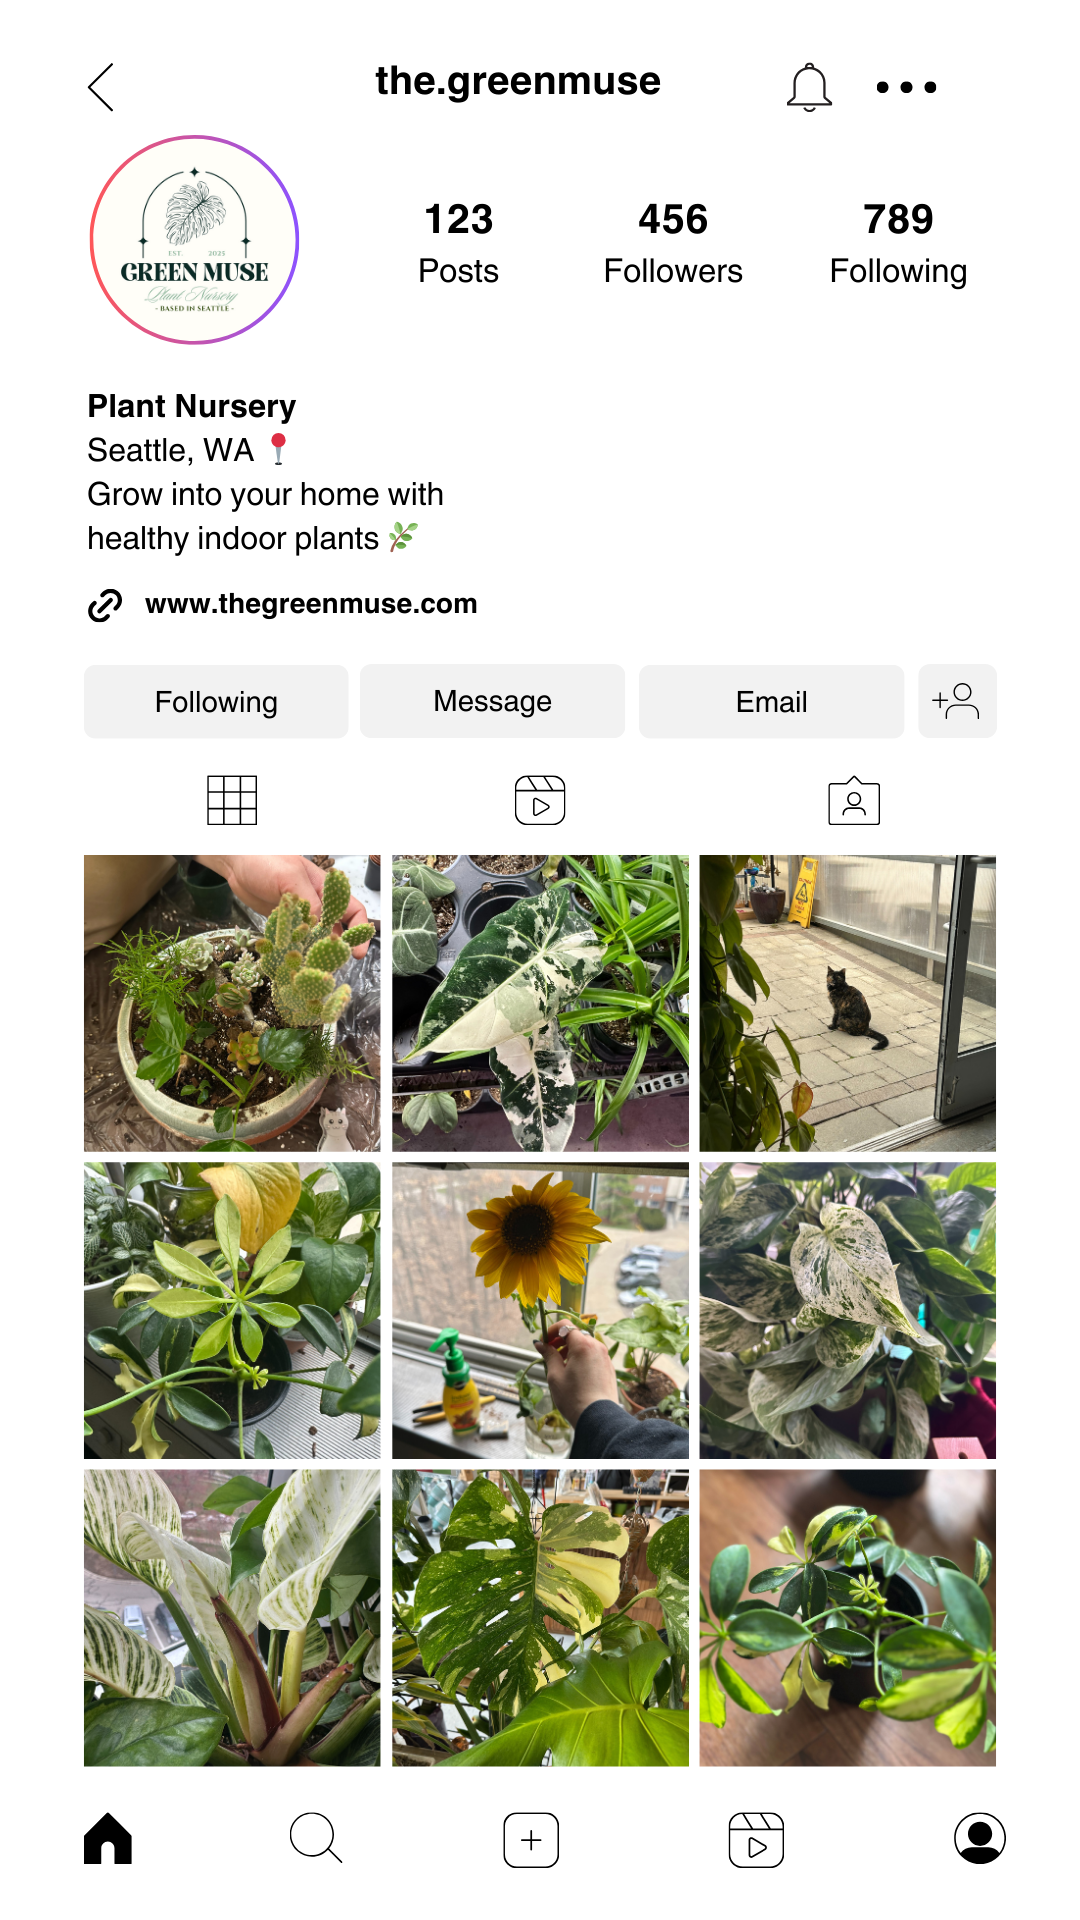 the.greenmuse
EST. 2025
GREEN MUSE
Plant Nursery
- BASED IN SEATTLE -
123
Posts
456
Followers
789
Following
Plant Nursery
Seattle, WA 📍
Grow into your home with
healthy indoor plants 🌿
www.thegreenmuse.com
Following
Message
Email